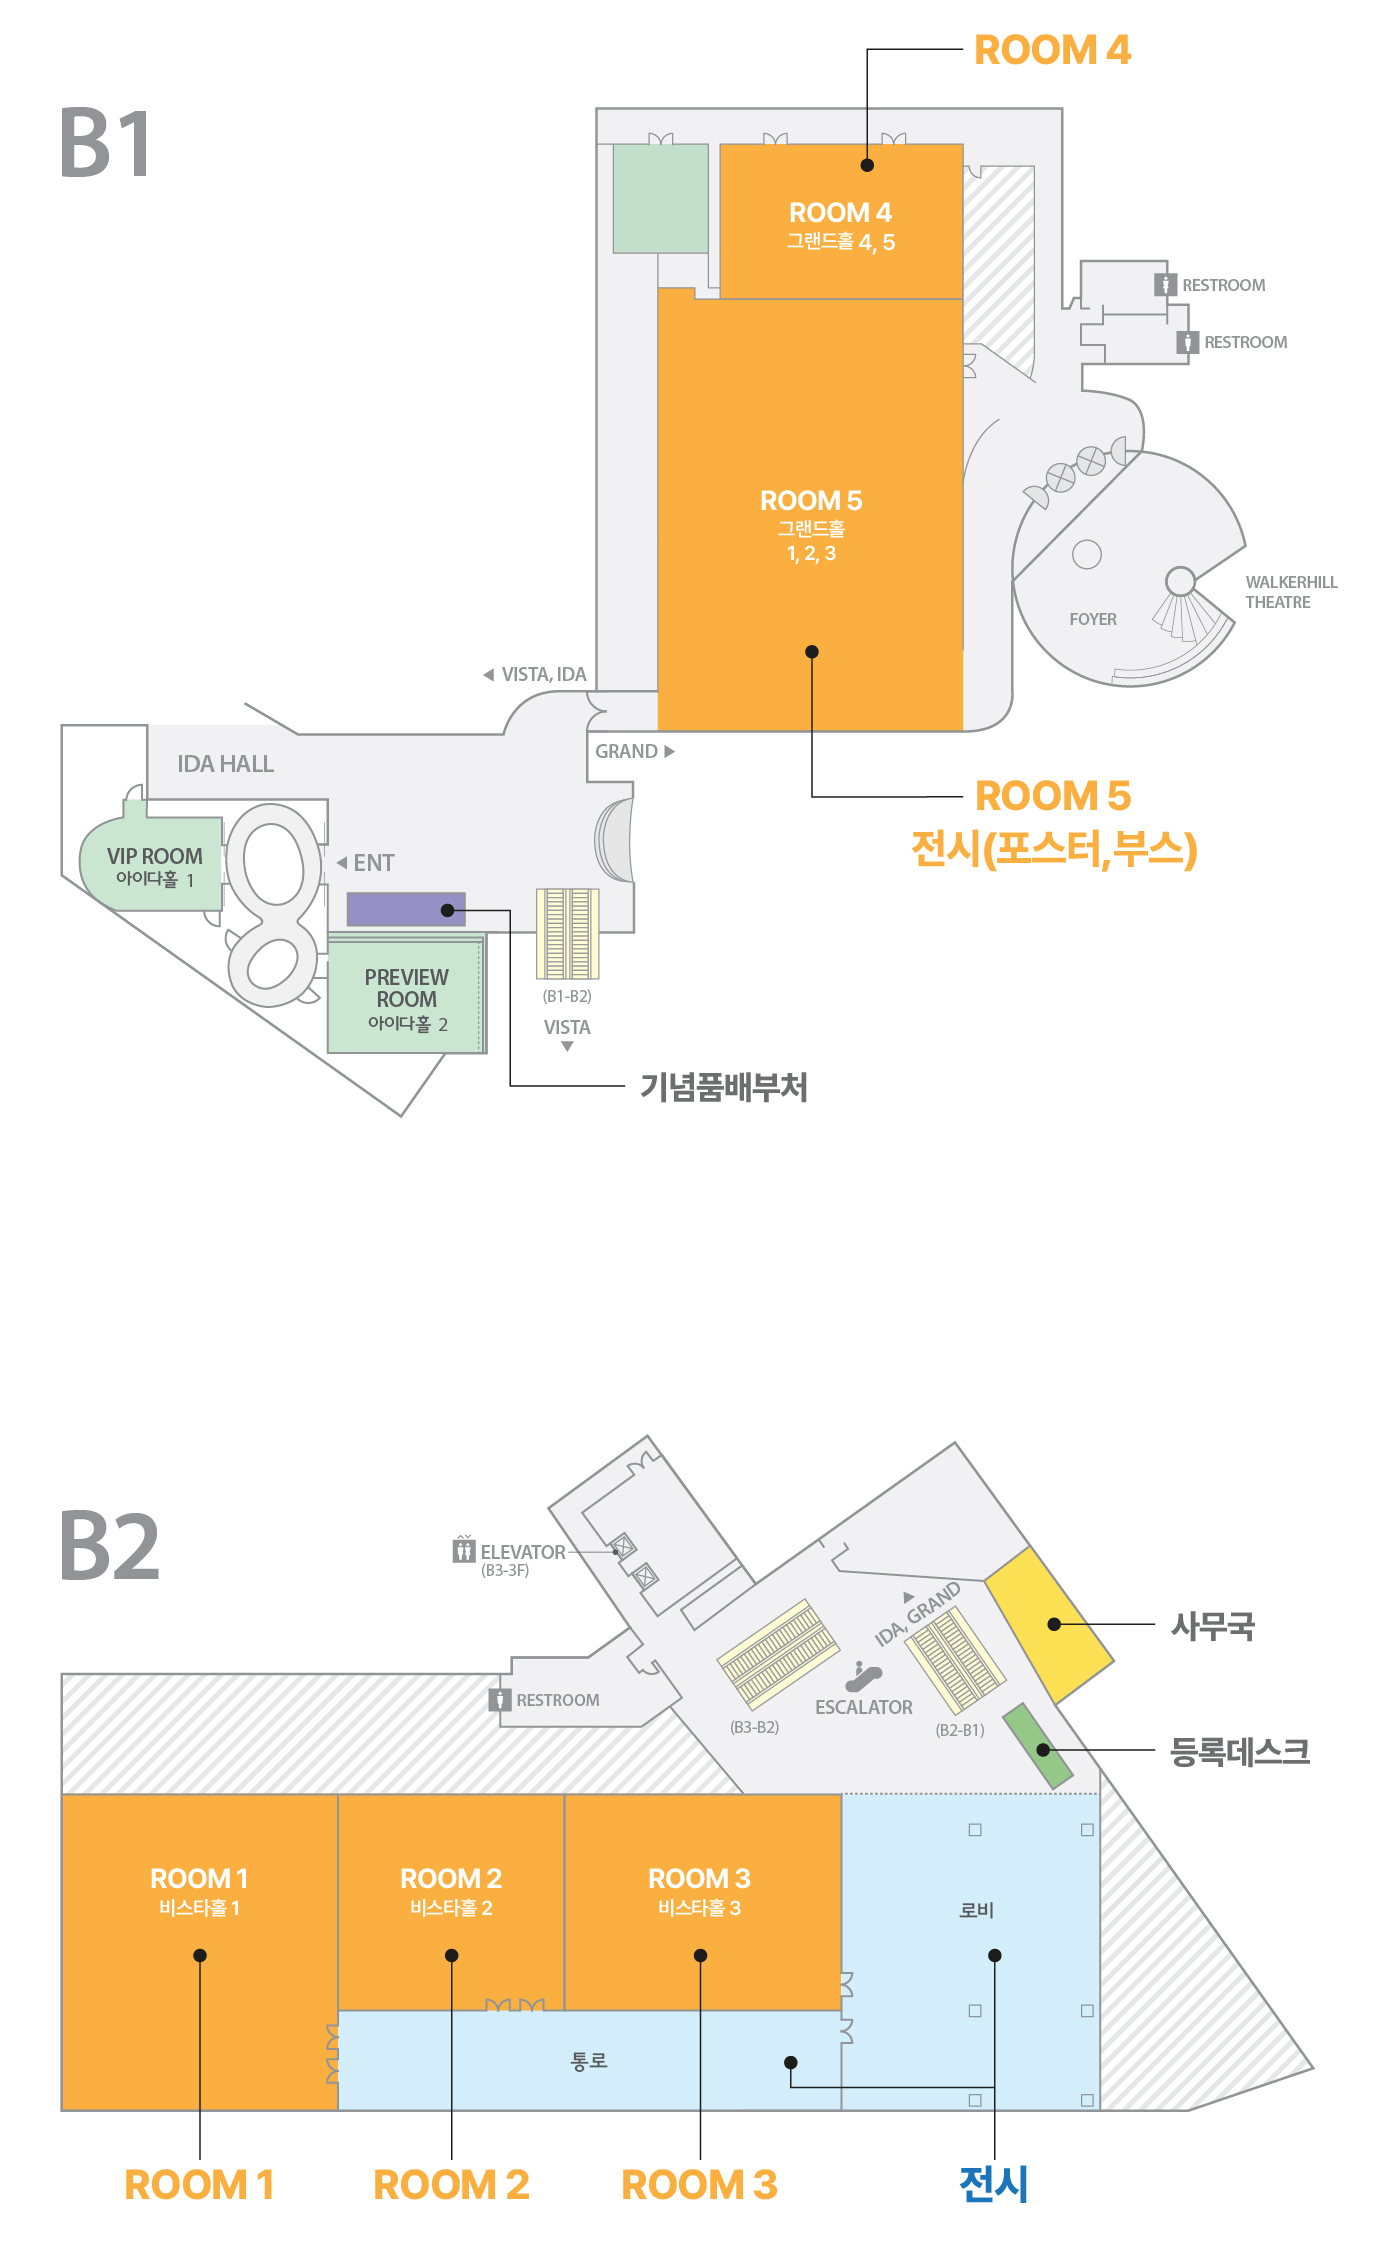 ROOM 4
B1
ROOM 4
그랜드홀 4, 5
RESTROOM
RESTROOM
ROOM 5
그랜드홀
1, 2, 3
WALKERHILL
THEATRE
FOYER
VISTA, IDA
GRAND
IDA HALL
ROOM 5
전시(포스터,부스)
VIP ROOM
아이다홀 1
ENT
PREVIEW
ROOM
아이다홀 2
(B1-B2)
VISTA
기념품배부처
B2
ELEVATOR
(B3-3F)
IDA, GRAND
사무국
RESTROOM
ESCALATOR
(B3-B2)
(B2-B1)
등록데스크
ROOM 1
비스타홀 1
ROOM 2
비스타홀 2
ROOM 3
비스타홀 3
로비
통로
ROOM 1
ROOM 2
ROOM 3
전시